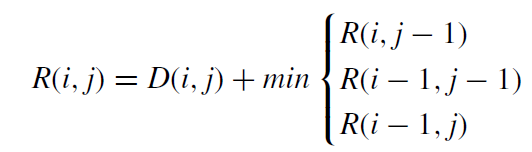 R(i, j − 1)
R(i, j) = D(i, j) + min { R(i − 1, j − 1)
R(i − 1, j)